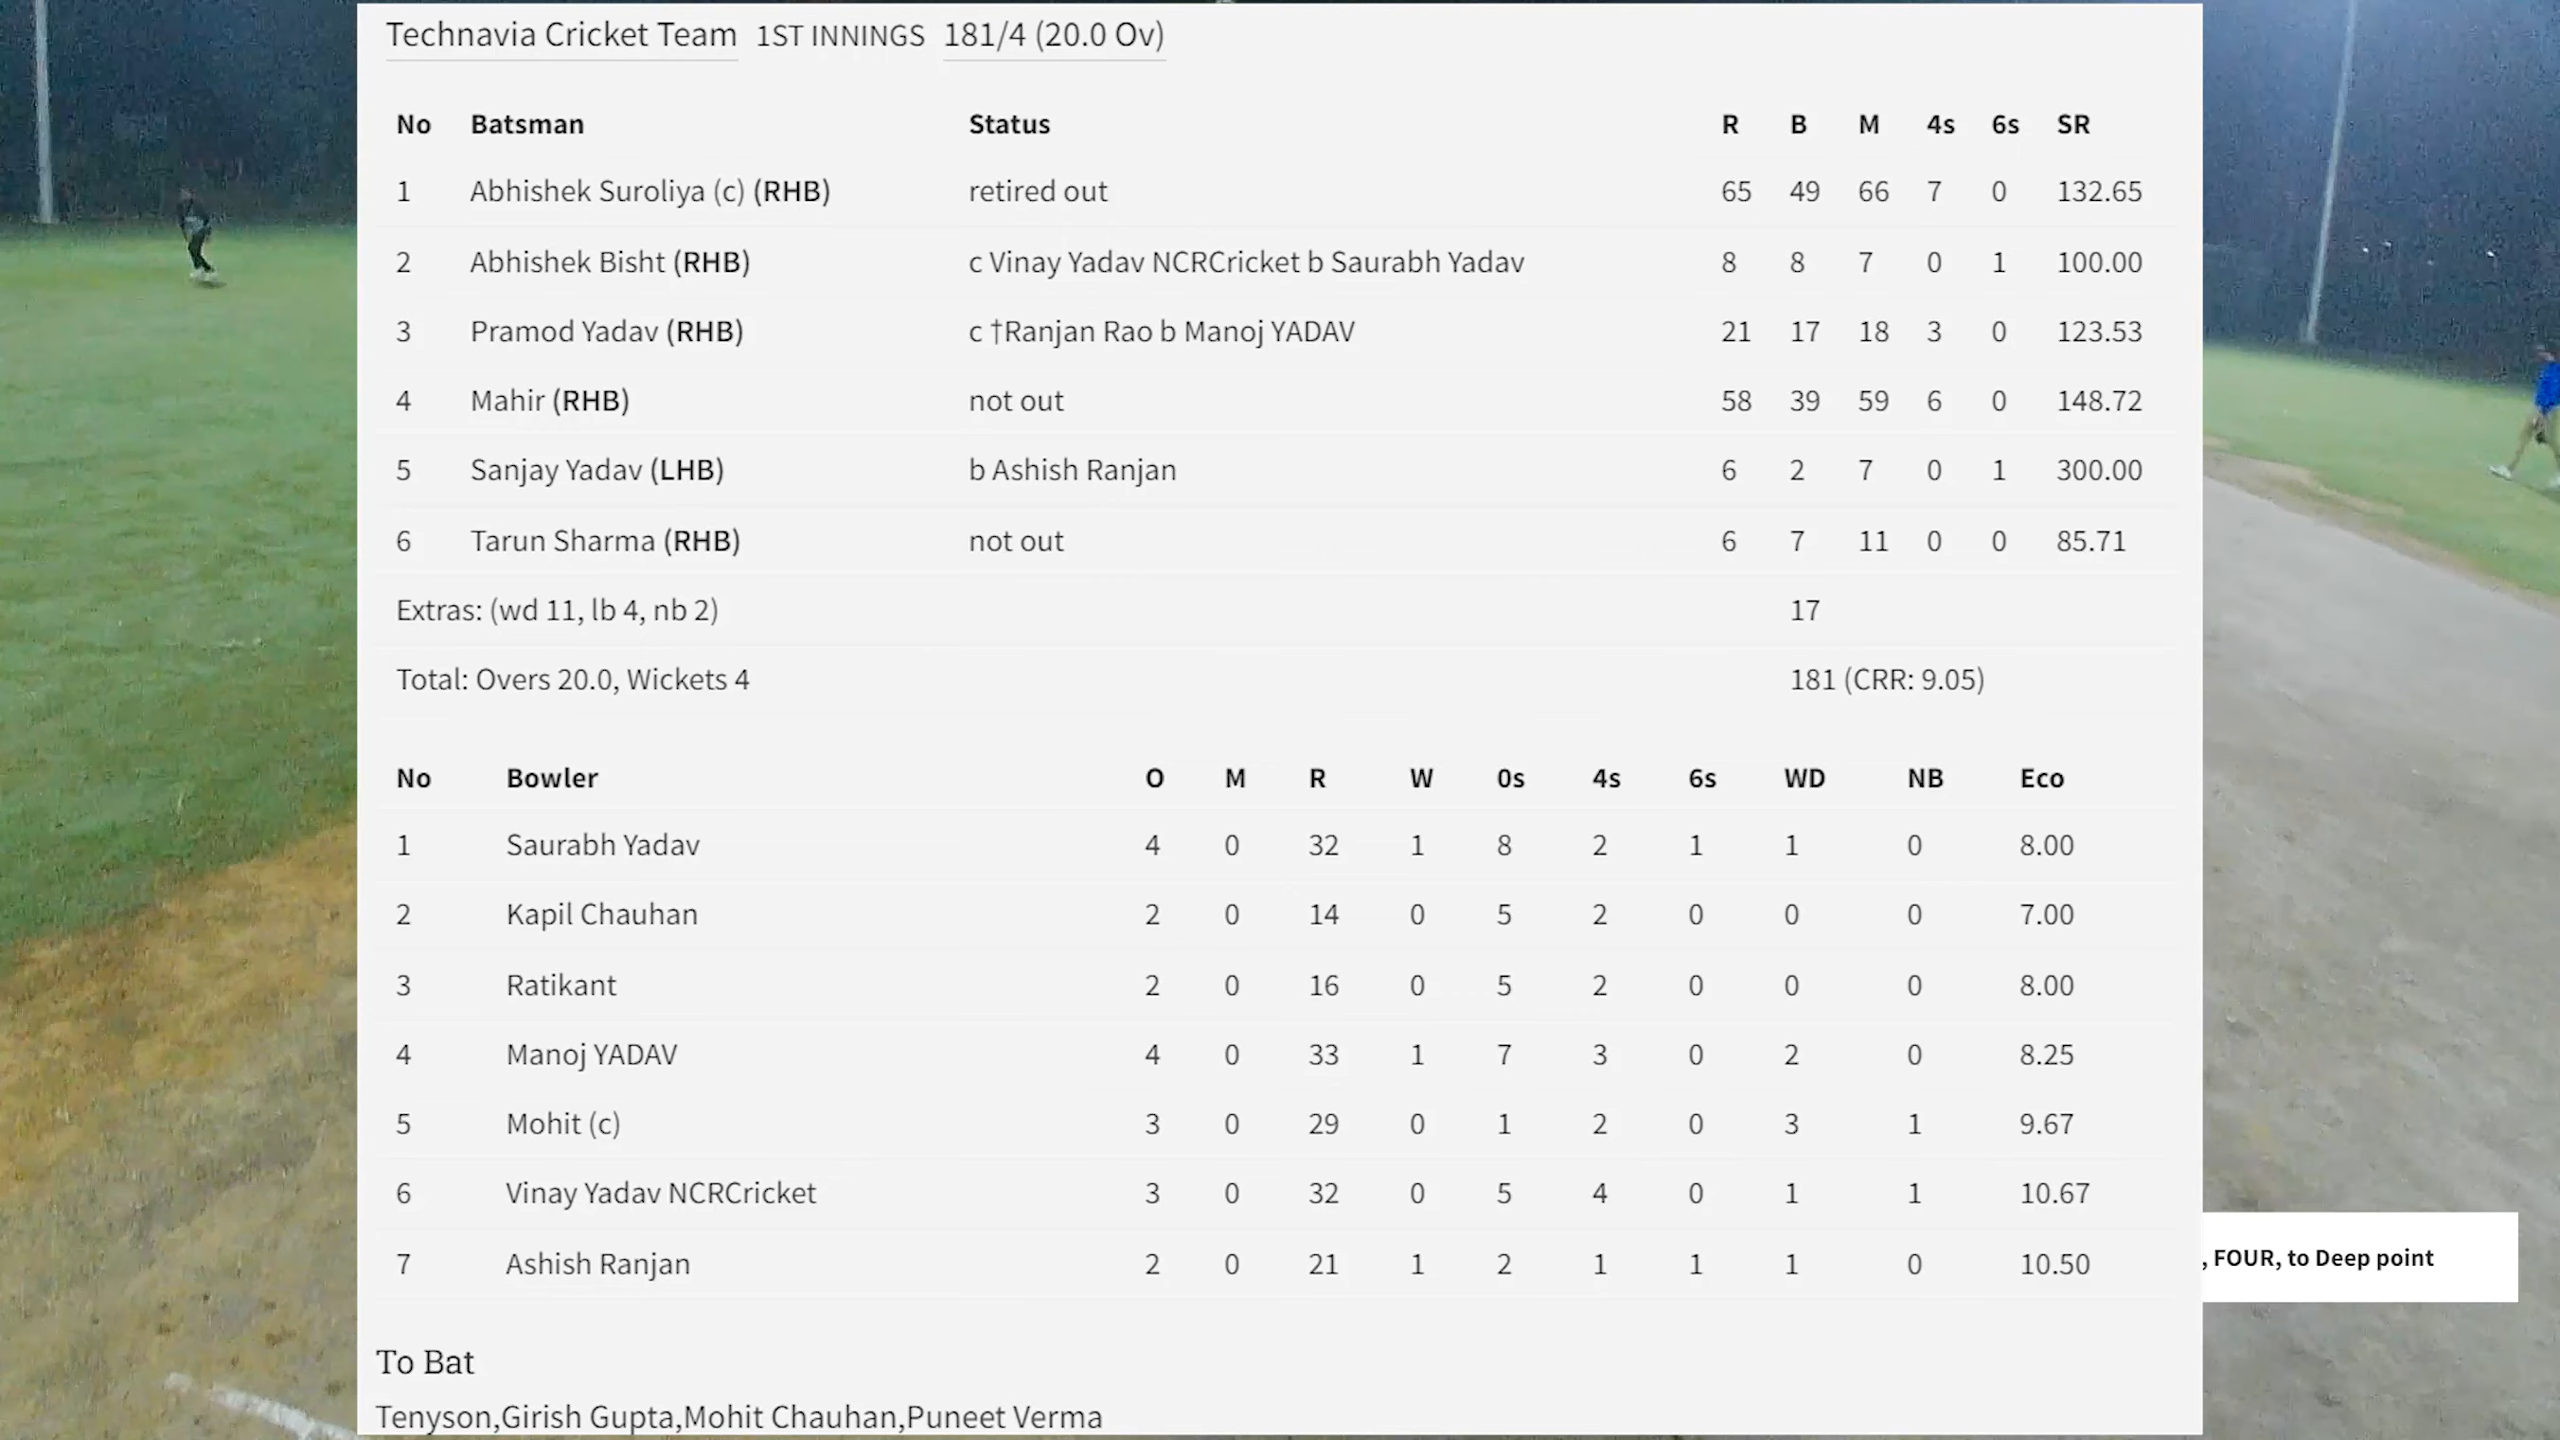 Technavia Cricket Team 1ST INNINGS 181/4 (20.0 Ov)
No Batsman Status R B M 4s 6s SR
1 Abhishek Suroliya (c) (RHB) retired out 65 49 66 7 0 132.65
2 Abhishek Bisht (RHB) c Vinay Yadav NCRCricket b Saurabh Yadav 8 8 7 0 1 100.00
3 Pramod Yadav (RHB) c †Ranjan Rao b Manoj YADAV 21 17 18 3 0 123.53
4 Mahir (RHB) not out 58 39 59 6 0 148.72
5 Sanjay Yadav (LHB) b Ashish Ranjan 6 2 7 0 1 300.00
6 Tarun Sharma (RHB) not out 6 7 11 0 0 85.71
Extras: (wd 11, lb 4, nb 2) 17
Total: Overs 20.0, Wickets 4 181 (CRR: 9.05)
No Bowler O M R W 0s 4s 6s WD NB Eco
1 Saurabh Yadav 4 0 32 1 8 2 1 1 0 8.00
2 Kapil Chauhan 2 0 14 0 5 2 0 0 0 7.00
3 Ratikant 2 0 16 0 5 2 0 0 0 8.00
4 Manoj YADAV 4 0 33 1 7 3 0 2 0 8.25
5 Mohit (c) 3 0 29 0 1 2 0 3 1 9.67
6 Vinay Yadav NCRCricket 3 0 32 0 5 4 0 1 1 10.67
7 Ashish Ranjan 2 0 21 1 2 1 1 1 0 10.50
, FOUR, to Deep point
To Bat
Tenyson,Girish Gupta,Mohit Chauhan,Puneet Verma